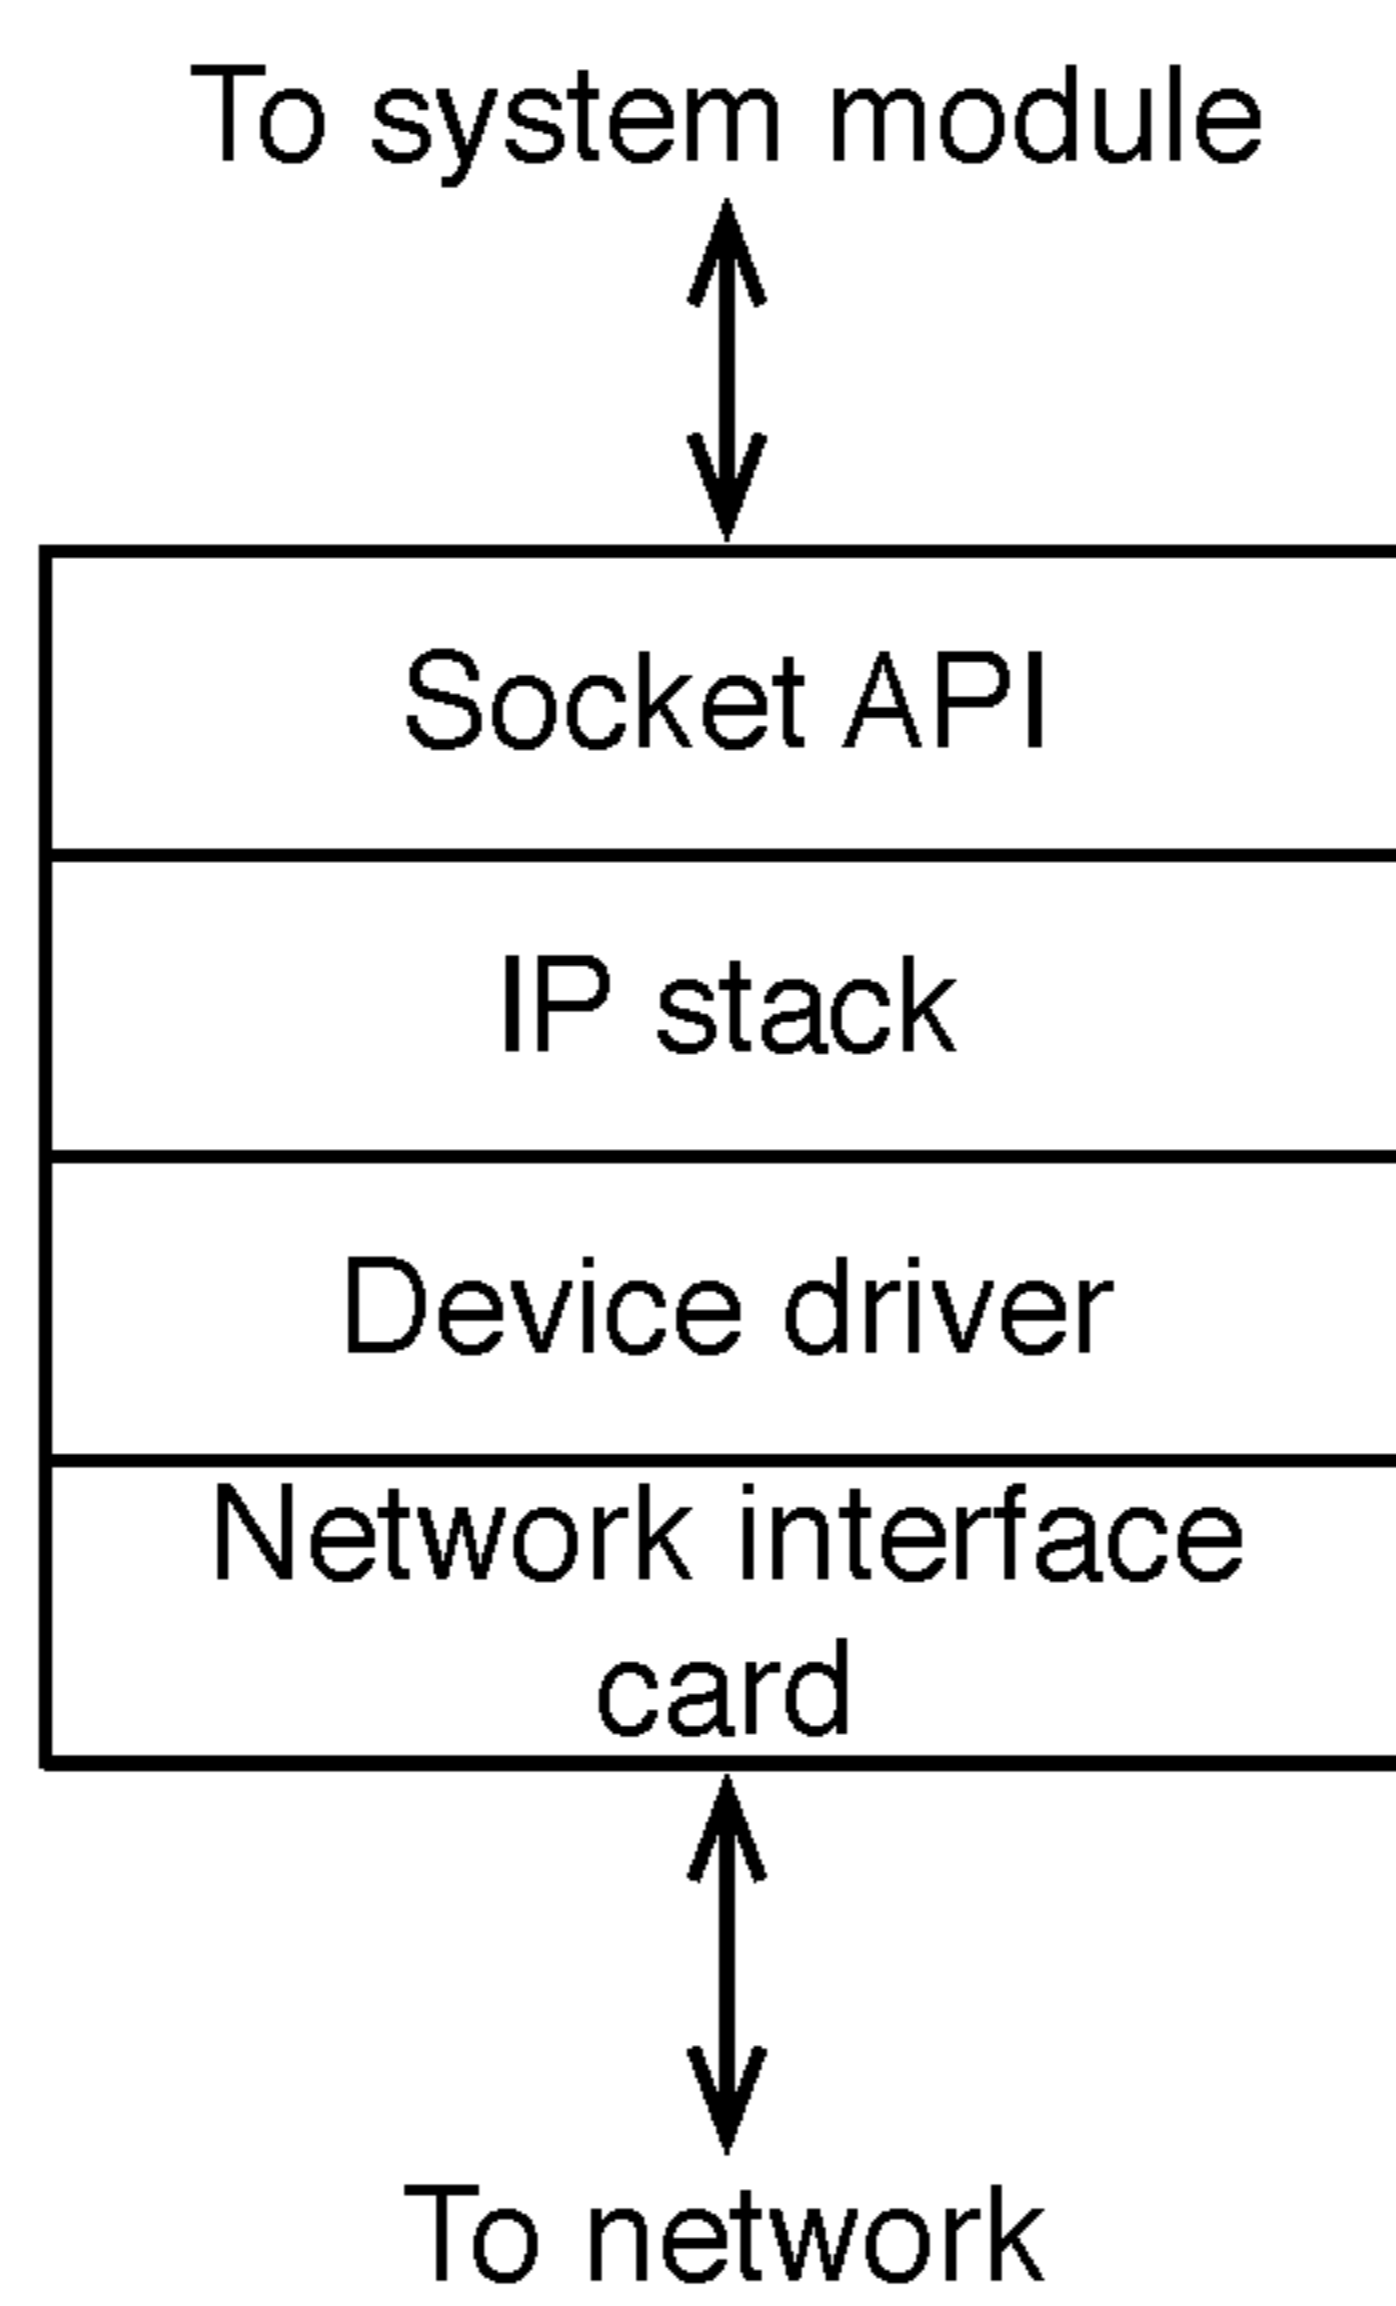 To system module
Socket API
IP stack
Device driver
Network interface
card
To network